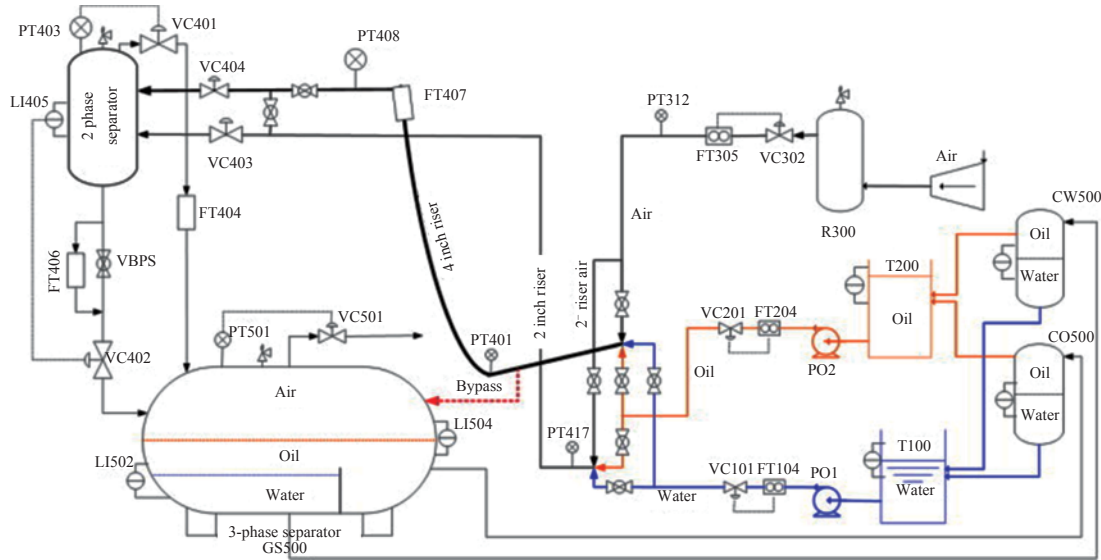 PT403
VC401
PT408
VC404
FT407
LI405
2 phase
separator
VC403
PT312
FT305
VC302
Air
Air
R300
CW500
FT404
4 inch riser
2 inch riser
2⁻ riser air
FT406
VBPS
T200
Oil
Water
VC201
FT204
Oil
PT501
VC501
PT401
VC402
Bypass
Oil
PO2
CO500
Air
Oil
Water
LI504
PT417
T100
Oil
LI502
VC101
FT104
PO1
Water
Water
Water
3-phase separator
GS500